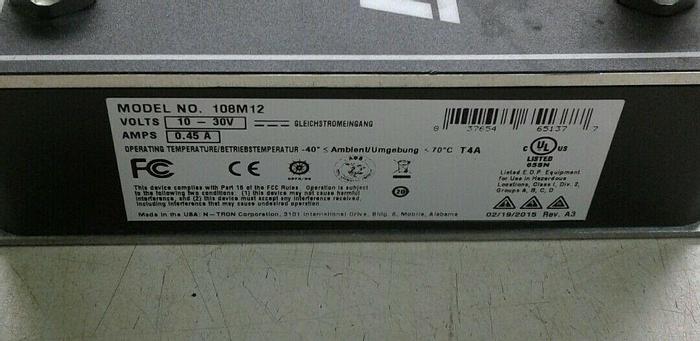 MODEL NO. 108M12
VOLTS 10 - 30V GLEICHSTROMEINGANG
AMPS 0.45 A
OPERATING TEMPERATURE/BETRIEBSTEMPERATUR -40° ≤ Ambient/Umgebung < 70°C T4A
8 37654 65137 7
FC CE
C UL US
LISTED
65SN
Listed E.D.P. Equipment
for Use in Hazardous
Locations, Class I, Div. 2,
Groups A, B, C, D
20
This device complies with Part 15 of the FCC Rules. Operation is subject
to the following two conditions: (1) this device may not cause harmful
interference, and (2) this device must accept any interference received,
including interference that may cause undesired operation.
Made in the USA: N-TRON Corporation, 3101 International Drive, Bldg. 6, Mobile, Alabama
02/19/2015 Rev. A3